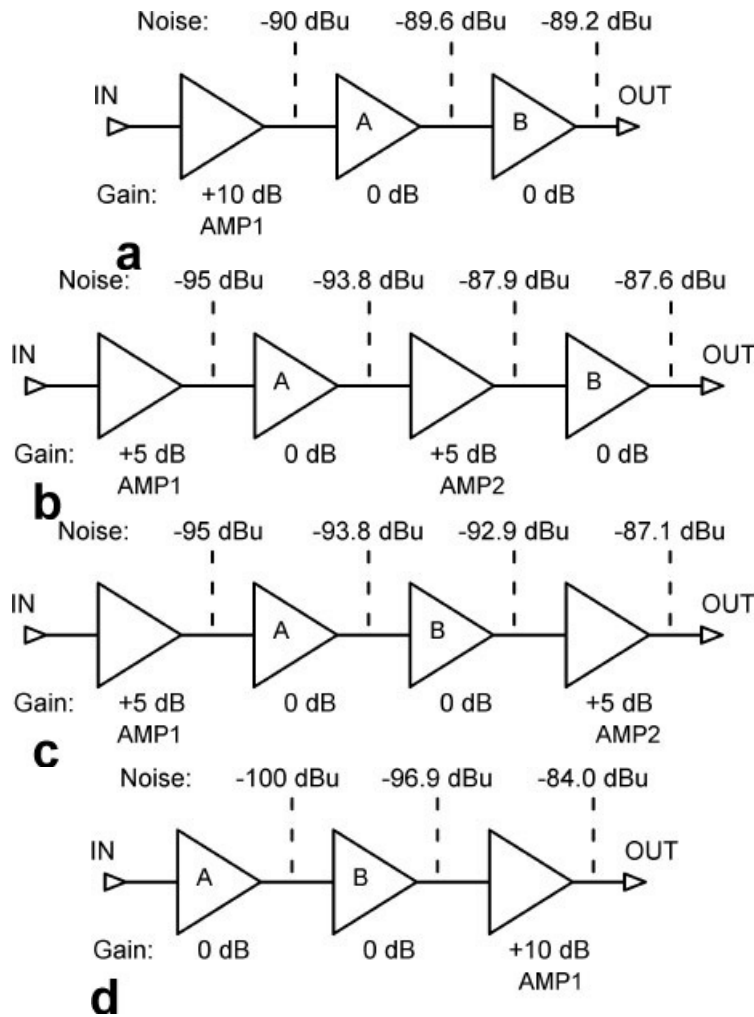 Noise: -90 dBu -89.6 dBu -89.2 dBu
IN A B OUT
Gain: +10 dB 0 dB 0 dB
AMP1
a
Noise: -95 dBu -93.8 dBu -87.9 dBu -87.6 dBu
IN A B OUT
Gain: +5 dB 0 dB +5 dB 0 dB
AMP1 AMP2
b
Noise: -95 dBu -93.8 dBu -92.9 dBu -87.1 dBu
IN A B OUT
Gain: +5 dB 0 dB 0 dB +5 dB
AMP1 AMP2
c
Noise: -100 dBu -96.9 dBu -84.0 dBu
IN A B OUT
Gain: 0 dB 0 dB +10 dB
AMP1
d